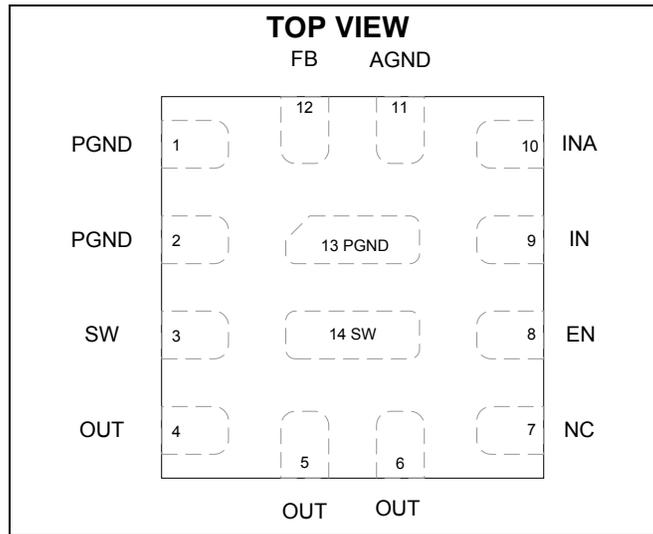 TOP VIEW
FB AGND
12 11
PGND 1 10 INA
PGND 2 13 PGND 9 IN
SW 3 14 SW 8 EN
OUT 4 7 NC
5 6
OUT OUT